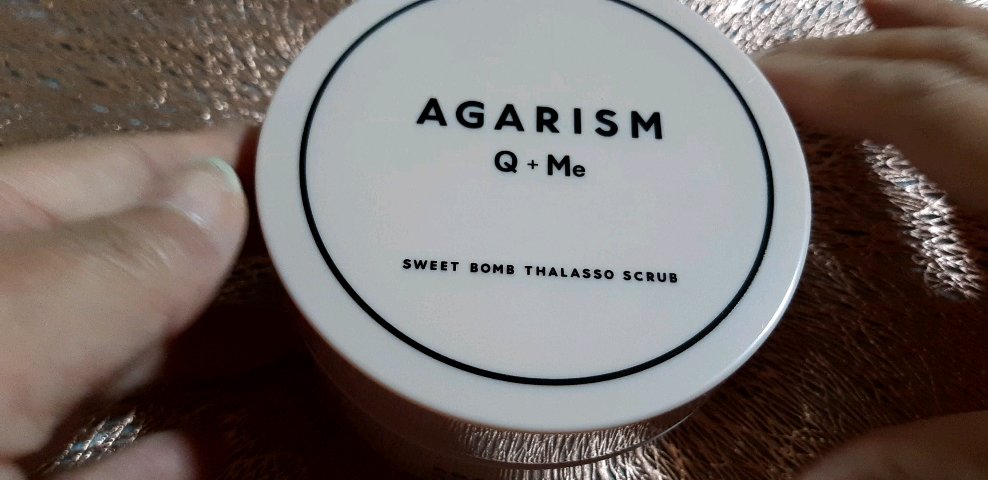 AGARISM
Q + Me
SWEET BOMB THALASSO SCRUB